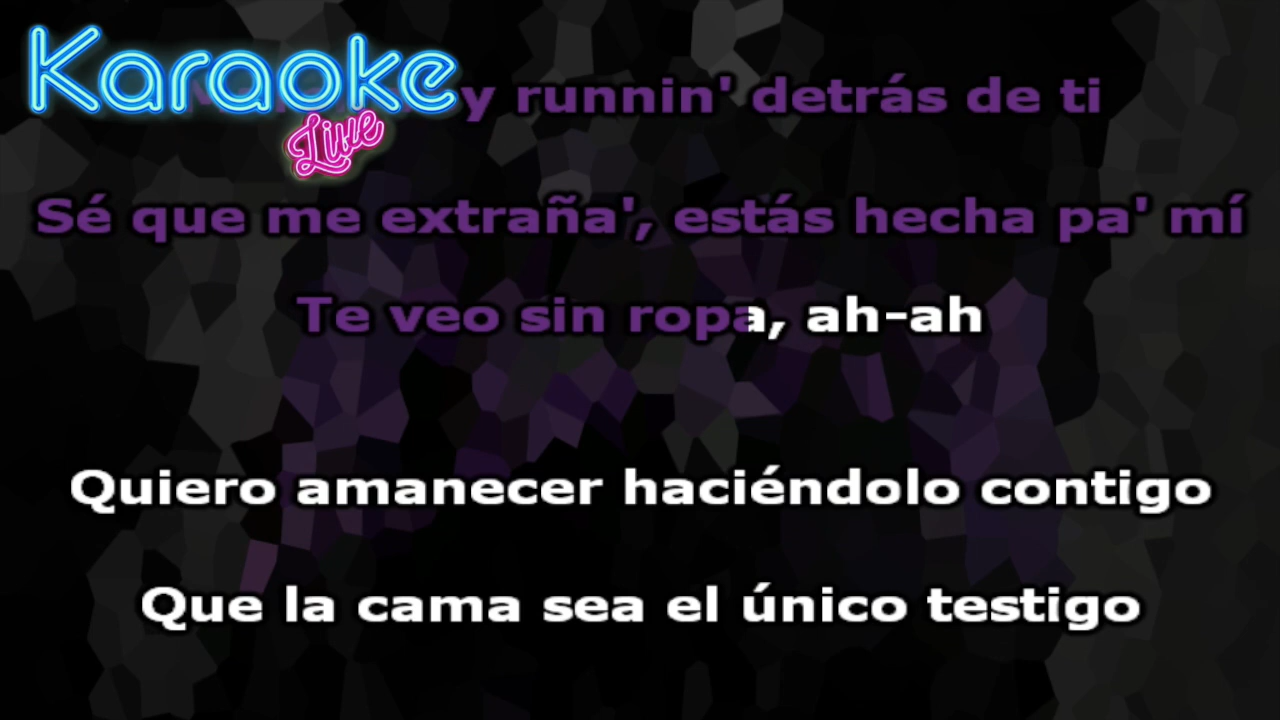 Karaoke
Live
y runnin' detrás de ti
Sé que me extraña', estás hecha pa' mí
Te veo sin ropa, ah-ah
Quiero amanecer haciéndolo contigo
Que la cama sea el único testigo